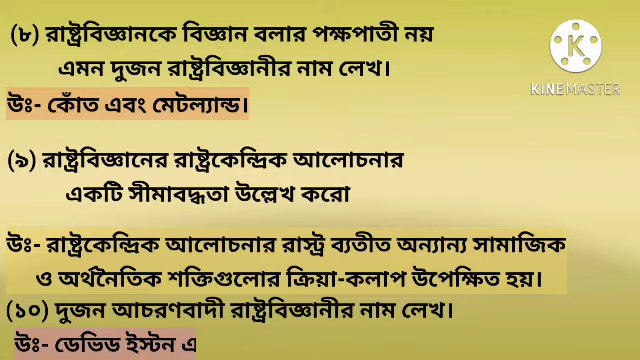 (৮) রাষ্ট্রবিজ্ঞানকে বিজ্ঞান বলার পক্ষপাতী নয়
এমন দুজন রাষ্ট্রবিজ্ঞানীর নাম লেখ।
উঃ- কোঁত এবং মেটল্যান্ড।
KINEMASTER
(৯) রাষ্ট্রবিজ্ঞানের রাষ্ট্রকেন্দ্রিক আলোচনার
একটি সীমাবদ্ধতা উল্লেখ করো
উঃ- রাষ্ট্রকেন্দ্রিক আলোচনার রাস্ট্র ব্যতীত অন্যান্য সামাজিক
ও অর্থনৈতিক শক্তিগুলোর ক্রিয়া-কলাপ উপেক্ষিত হয়।
(১০) দুজন আচরণবাদী রাষ্ট্রবিজ্ঞানীর নাম লেখ।
উঃ- ডেভিড ইস্টন এ